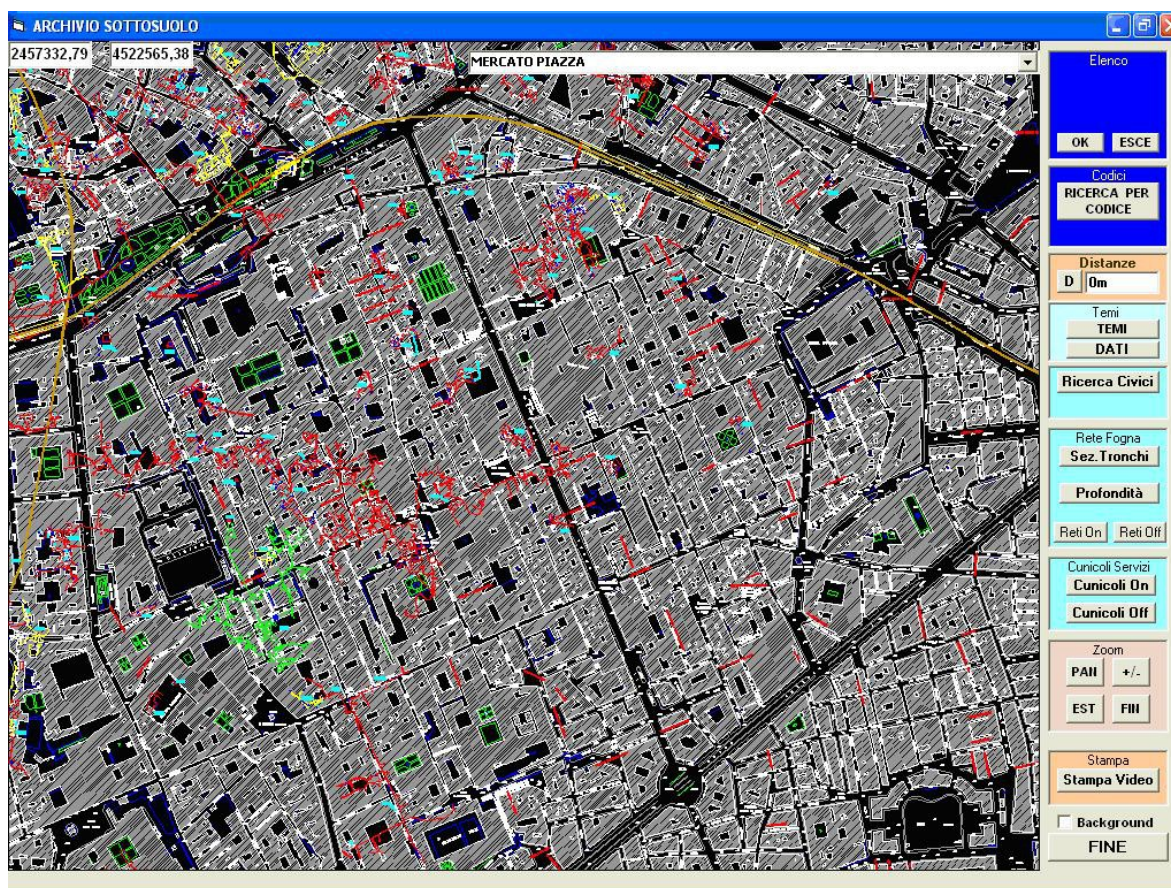 ARCHIVIO SOTTOSUOLO
2457332,79 4522565,38
MERCATO PIAZZA
Elenco
OK ESCE
Codici
RICERCA PER
CODICE
Distanze
D 0m
Temi
TEMI
DATI
Ricerca Civici
Rete Fogna
Sez.Tronchi
Profondità
Reti On Reti Off
Cunicoli Servizi
Cunicoli On
Cunicoli Off
Zoom
PAN +/-
EST FIN
Stampa
Stampa Video
Background
FINE